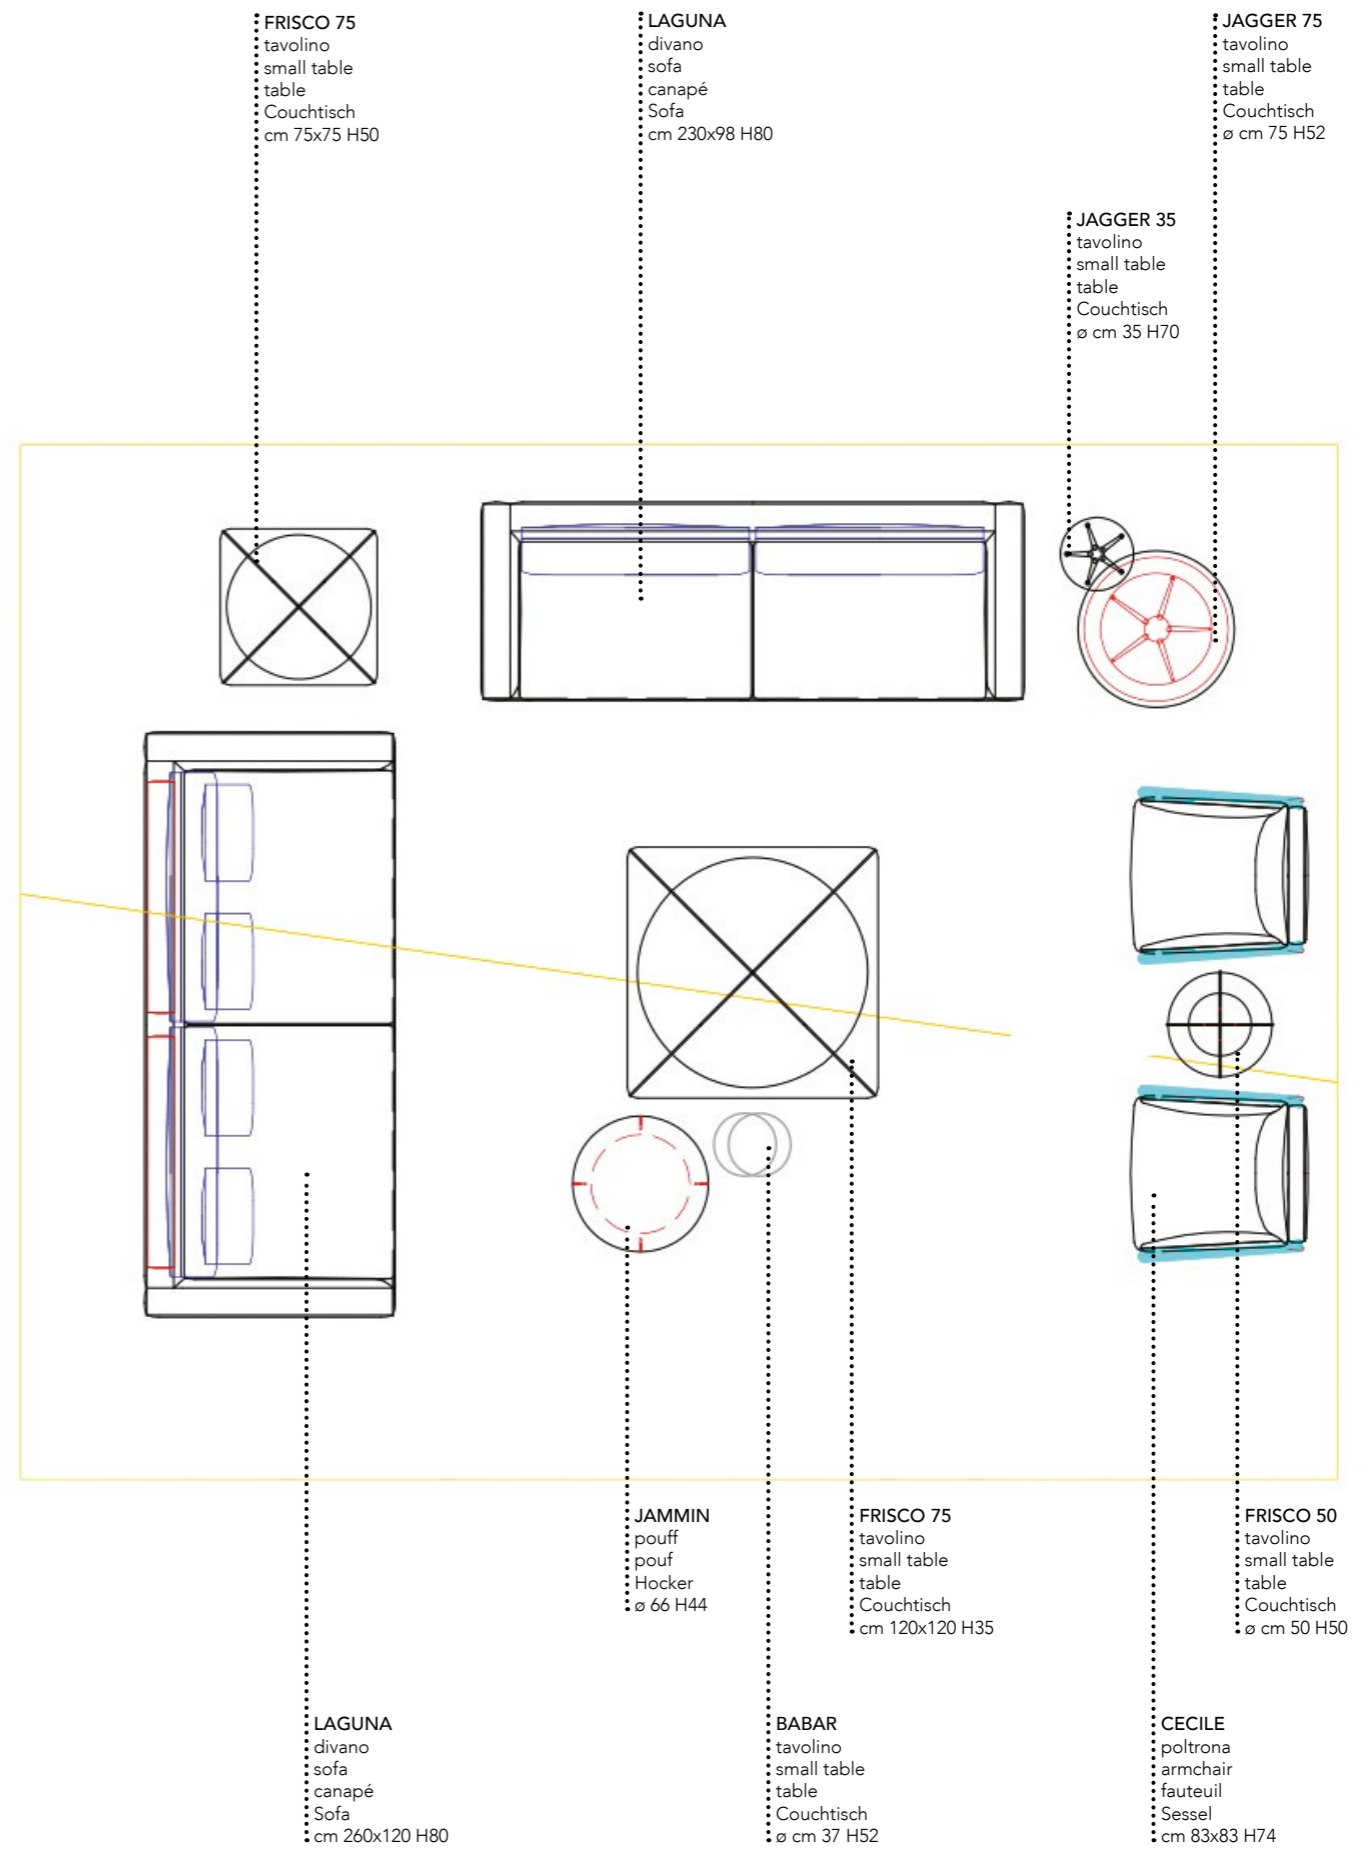 FRISCO 75
tavolino
small table
table
Couchtisch
cm 75x75 H50
LAGUNA
divano
sofa
canapé
Sofa
cm 230x98 H80
JAGGER 75
tavolino
small table
table
Couchtisch
ø cm 75 H52
JAGGER 35
tavolino
small table
table
Couchtisch
ø cm 35 H70
JAMMIN
pouff
pouf
Hocker
ø 66 H44
FRISCO 75
tavolino
small table
table
Couchtisch
cm 120x120 H35
FRISCO 50
tavolino
small table
table
Couchtisch
ø cm 50 H50
LAGUNA
divano
sofa
canapé
Sofa
cm 260x120 H80
BABAR
tavolino
small table
table
Couchtisch
ø cm 37 H52
CECILE
poltrona
armchair
fauteuil
Sessel
cm 83x83 H74